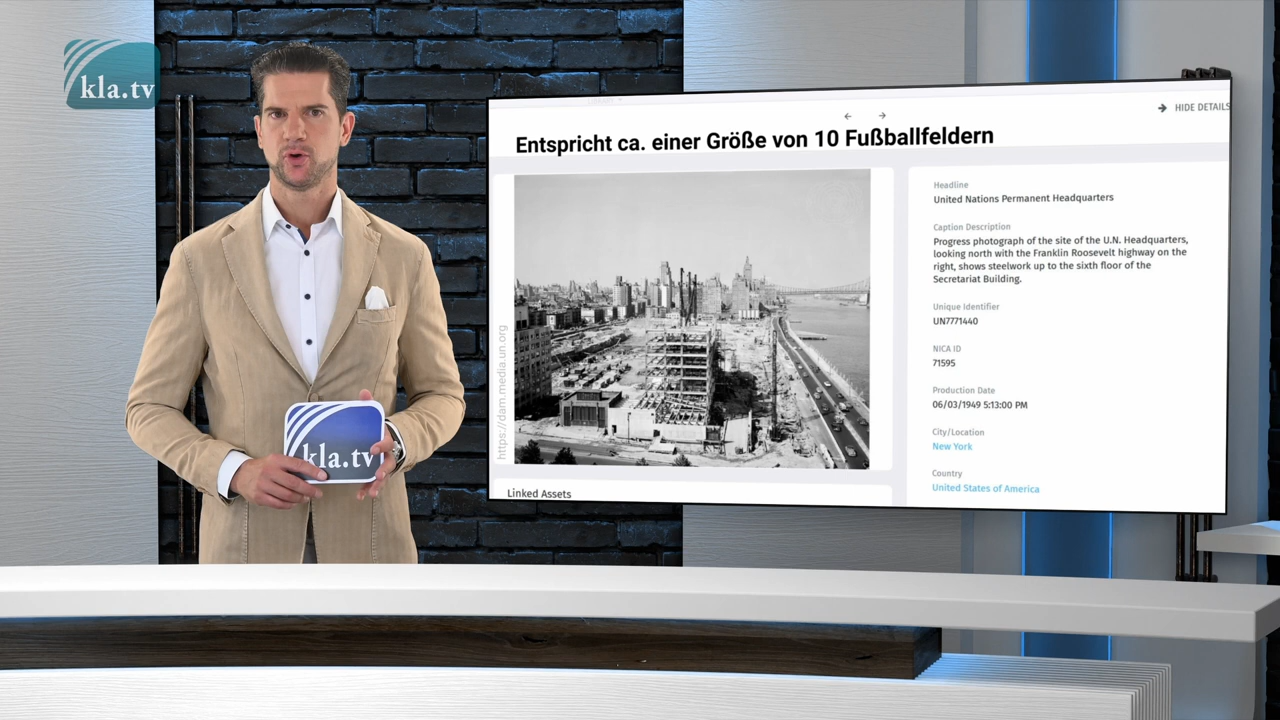 kla.tv
HIDE DETAILS
Entspricht ca. einer Größe von 10 Fußballfeldern
https://dam.media.un.org
Linked Assets
Headline
United Nations Permanent Headquarters
Caption Description
Progress photograph of the site of the U.N. Headquarters,
looking north with the Franklin Roosevelt highway on the
right, shows steelwork up to the sixth floor of the
Secretariat Building.
Unique Identifier
UN7771440
NICA ID
71595
Production Date
06/03/1949 5:13:00 PM
City/Location
New York
Country
United States of America
kla.tv